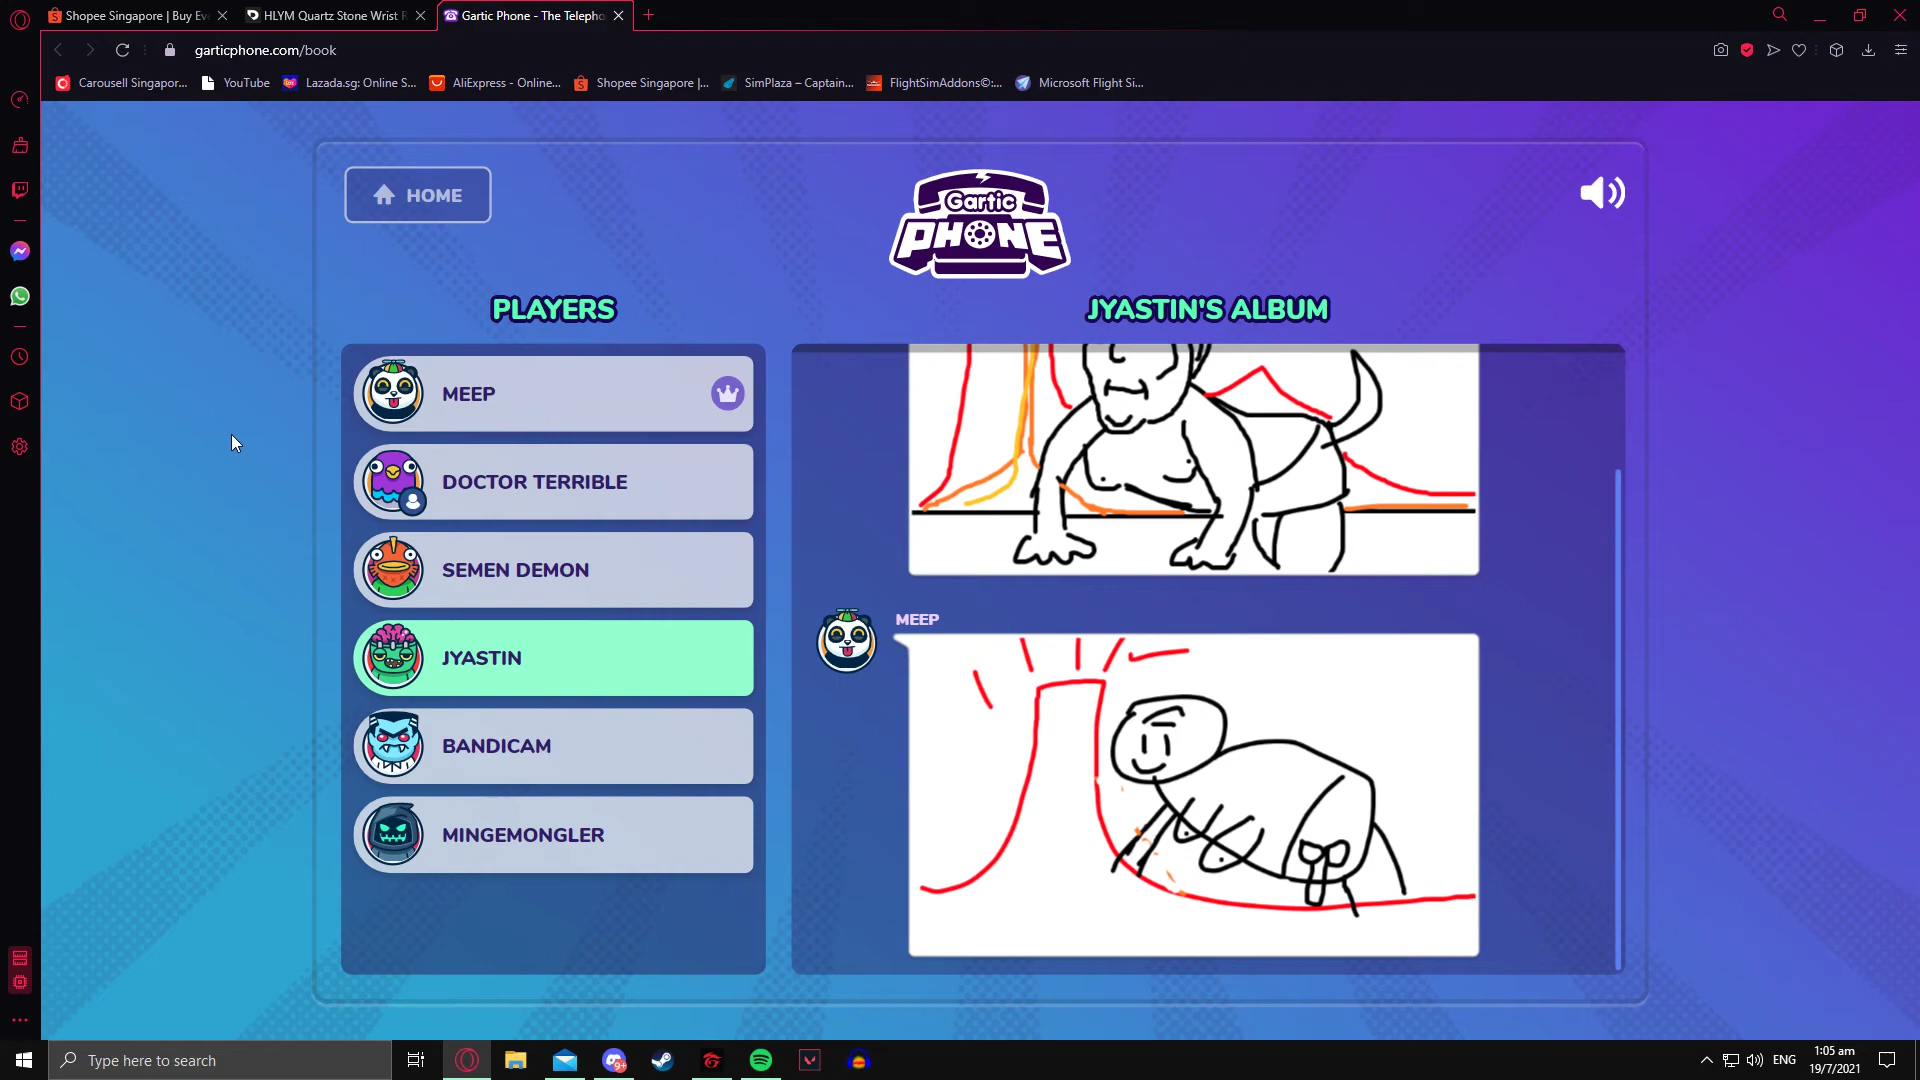 Shopee Singapore | Buy Ev
HLYM Quartz Stone Wrist R
Gartic Phone - The Telepho
garticphone.com/book
Carousell Singapor...
YouTube
Lazada.sg: Online S...
AliExpress - Online...
Shopee Singapore |...
SimPlaza – Captain...
FlightSimAddons©:...
Microsoft Flight Si...
HOME
Gartic
PHONE
PLAYERS
JYASTIN'S ALBUM
MEEP
DOCTOR TERRIBLE
SEMEN DEMON
JYASTIN
BANDICAM
MINGEMONGLER
MEEP
Type here to search
9+
ENG
1:05 am
19/7/2021